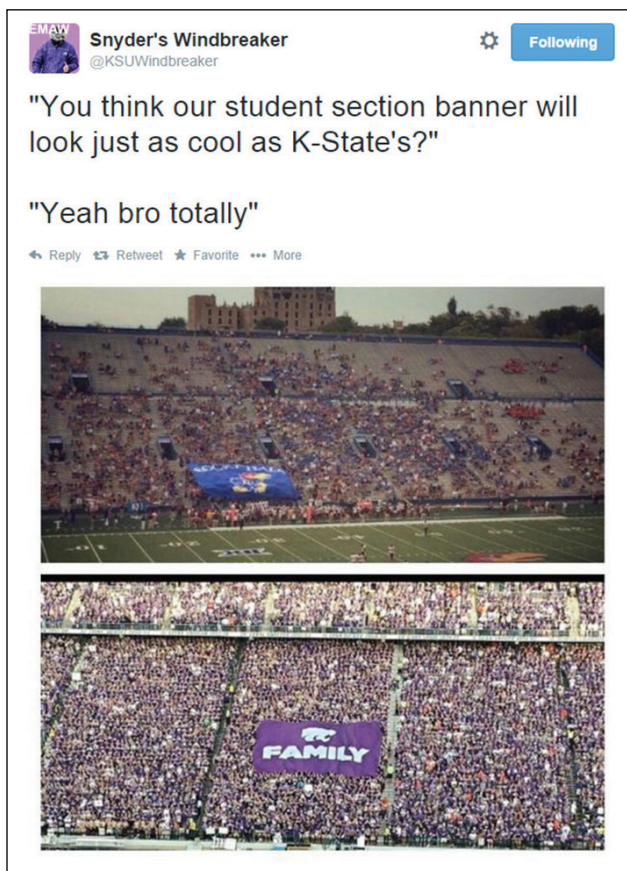 EMAW
Snyder's Windbreaker
@KSUWindbreaker
Following
"You think our student section banner will
look just as cool as K-State's?"
"Yeah bro totally"
Reply Retweet Favorite More
FAMILY